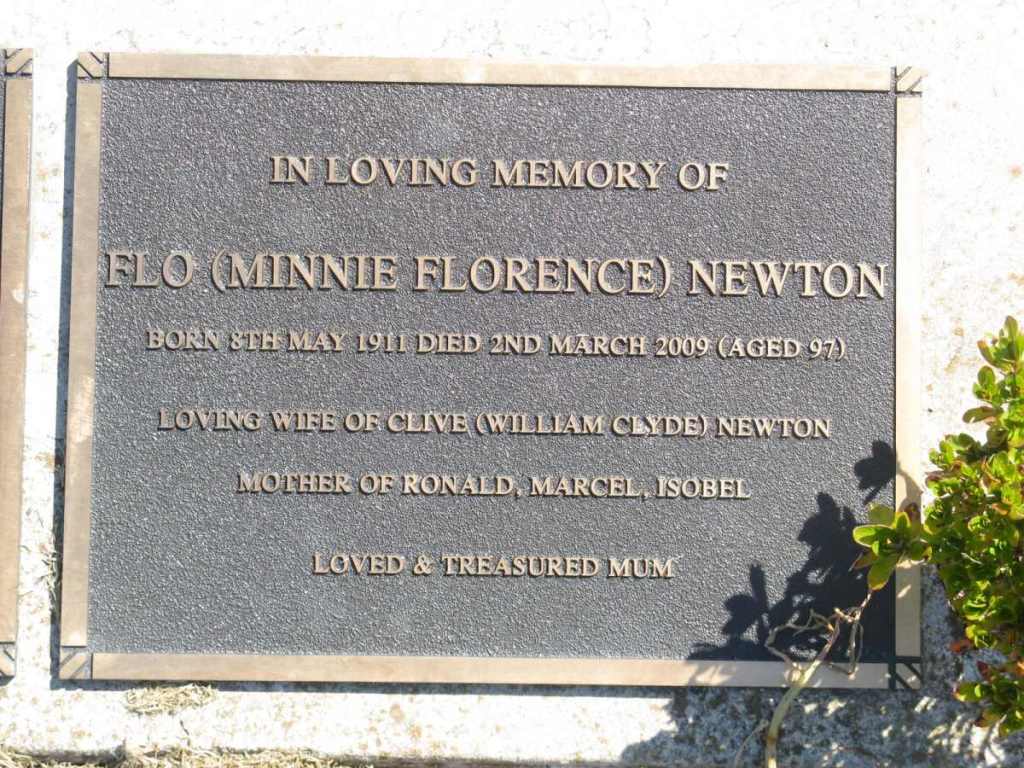 IN LOVING MEMORY OF
FLO (MINNIE FLORENCE) NEWTON
BORN 8TH MAY 1911 DIED 2ND MARCH 2009 (AGED 97)
LOVING WIFE OF CLIVE (WILLIAM CLYDE) NEWTON
MOTHER OF RONALD, MARCEL, ISOBEL
LOVED & TREASURED MUM